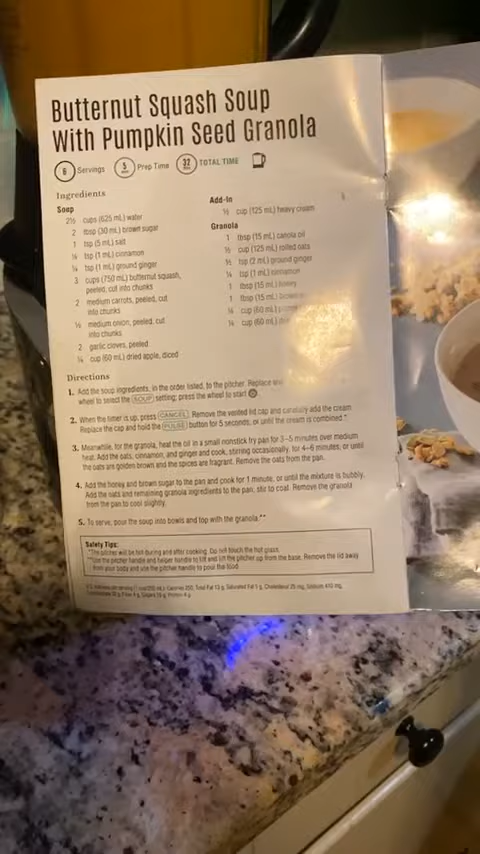 Butternut Squash Soup
With Pumpkin Seed Granola
6 Servings 5 Prep Time 32 TOTAL TIME
Ingredients
Soup
2½ cups (625 mL) water
2 tbsp (30 mL) brown sugar
1 tsp (5 mL) salt
¼ tsp (1 mL) cinnamon
¼ tsp (1 mL) ground ginger
3 cups (750 mL) butternut squash,
peeled, cut into chunks
2 medium carrots, peeled, cut
into chunks
½ medium onion, peeled, cut
into chunks
2 garlic cloves, peeled
¼ cup (60 mL) dried apple, diced
Add-In
½ cup (125 mL) heavy cream
Granola
1 tbsp (15 mL) canola oil
½ cup (125 mL) rolled oats
½ tsp (2 mL) ground ginger
¼ tsp (1 mL) cinnamon
1 tbsp (15 mL) honey
1 tbsp (15 mL) brown
¼ cup (60 mL)
¼ cup (60 mL)
Directions
1. Add the soup ingredients, in the order listed, to the pitcher. Replace and
wheel to select the SOUP setting; press the wheel to start
2. When the timer is up, press CANCEL. Remove the vented lid cap and carefully add the cream.
Replace the cap and hold the PULSE button for 5 seconds, or until the cream is combined.*
3. Meanwhile, for the granola, heat the oil in a small nonstick fry pan for 3–5 minutes over medium
heat. Add the oats, cinnamon, and ginger and cook, stirring occasionally, for 4–6 minutes, or until
the oats are golden brown and the spices are fragrant. Remove the oats from the pan.
4. Add the honey and brown sugar to the pan and cook for 1 minute, or until the mixture is bubbly.
Add the oats and remaining granola ingredients to the pan; stir to coat. Remove the granola
from the pan to cool slightly.
5. To serve, pour the soup into bowls and top with the granola.**
Safety Tips:
*The pitcher will be hot during and after cooking. Do not touch the hot glass.
**Use the pitcher handle and helper handle to lift and lift the pitcher up from the base. Remove the lid away
from your body and use the pitcher handle to pour the food.
Calories 250, Total Fat 13 g, Saturated Fat g, Cholesterol 25 mg, Sodium 410 mg,